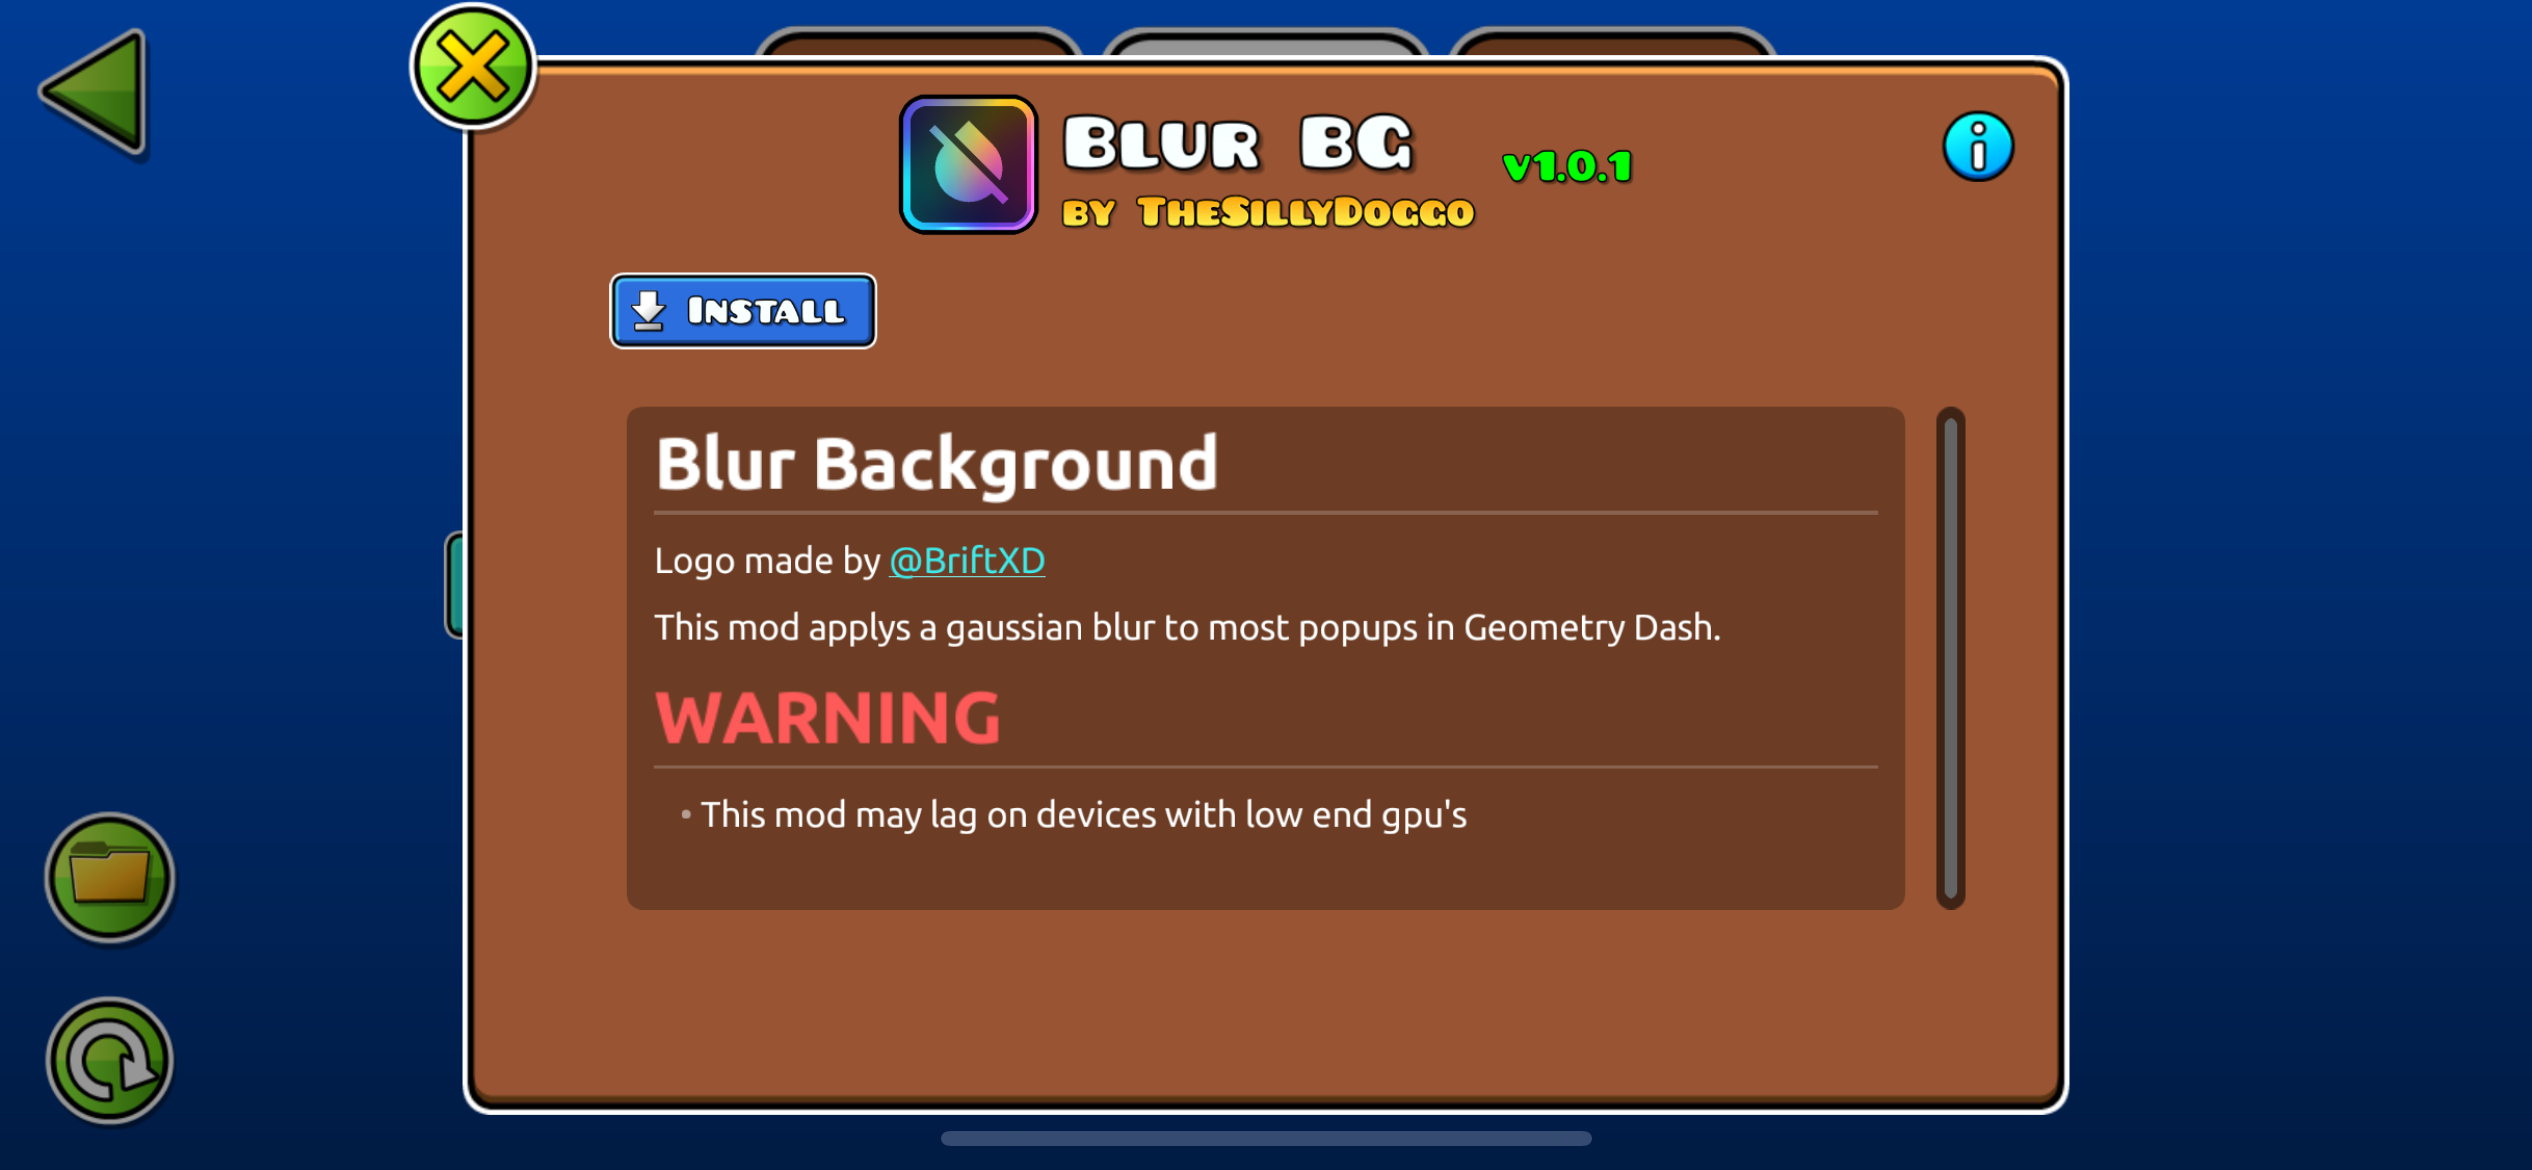 Blur BG
v1.0.1
by TheSillyDoggo
Install
Blur Background
Logo made by @BriftXD
This mod applys a gaussian blur to most popups in Geometry Dash.
WARNING
• This mod may lag on devices with low end gpu's